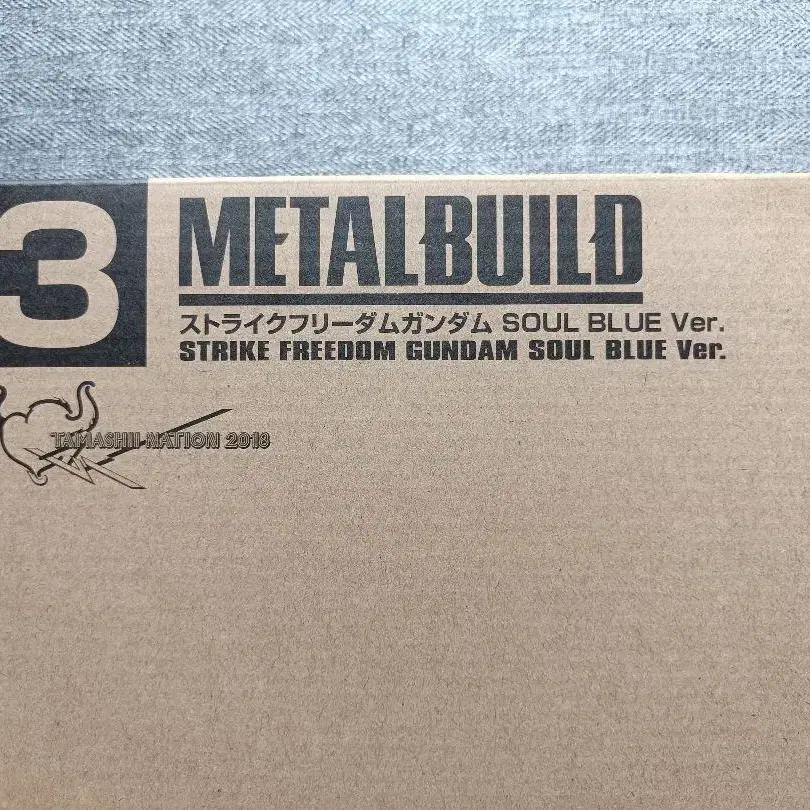 3
METALBUILD
ストライクフリーダムガンダム SOUL BLUE Ver.
STRIKE FREEDOM GUNDAM SOUL BLUE Ver.
TAMASHII NATION 2018